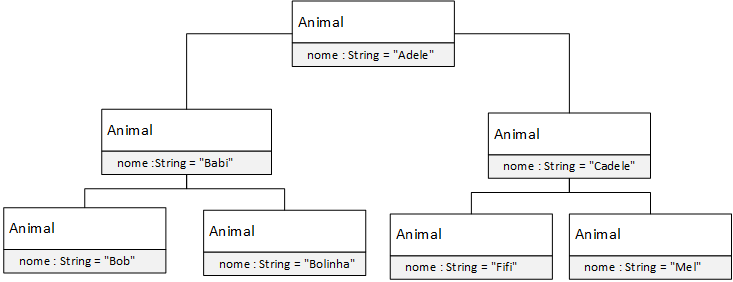 Animal
nome : String = "Adele"
Animal
nome :String = "Babi"
Animal
nome : String = "Cadele"
Animal
nome : String = "Bob"
Animal
nome : String = "Bolinha"
Animal
nome : String = "Fifi"
Animal
nome : String = "Mel"